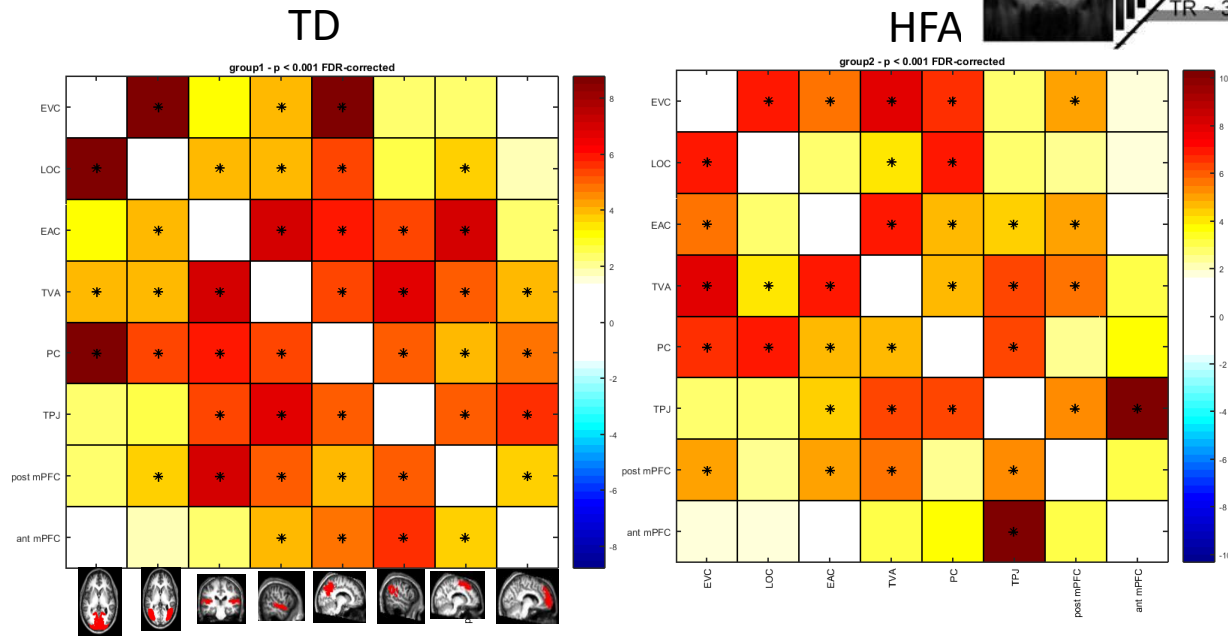 TD
HFA
TR ~ 3
group1 - p < 0.001 FDR-corrected
group2 - p < 0.001 FDR-corrected
EVC
LOC
EAC
TVA
PC
TPJ
post mPFC
ant mPFC
8
6
4
2
0
-2
-4
-6
-8
EVC
LOC
EAC
TVA
PC
TPJ
post mPFC
ant mPFC
EVC
LOC
EAC
TVA
PC
TPJ
post mPFC
ant mPFC
10
8
6
4
2
0
-2
-4
-6
-8
-10